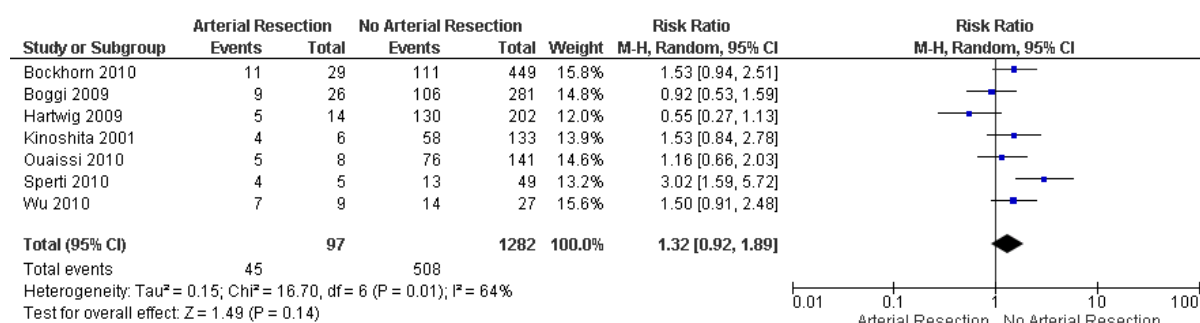 Arterial Resection No Arterial Resection Risk Ratio Risk Ratio
Study or Subgroup Events Total Events Total Weight M-H, Random, 95% CI M-H, Random, 95% CI
Bockhorn 2010 11 29 111 449 15.8% 1.53 [0.94, 2.51]
Boggi 2009 9 26 106 281 14.8% 0.92 [0.53, 1.59]
Hartwig 2009 5 14 130 202 12.0% 0.55 [0.27, 1.13]
Kinoshita 2001 4 6 58 133 13.9% 1.53 [0.84, 2.78]
Ouaissi 2010 5 8 76 141 14.6% 1.16 [0.66, 2.03]
Sperti 2010 4 5 13 49 13.2% 3.02 [1.59, 5.72]
Wu 2010 7 9 14 27 15.6% 1.50 [0.91, 2.48]
Total (95% CI) 97 1282 100.0% 1.32 [0.92, 1.89]
Total events 45 508
Heterogeneity: Tau² = 0.15; Chi² = 16.70, df = 6 (P = 0.01); I² = 64%
Test for overall effect: Z = 1.49 (P = 0.14)
0.01 0.1 1 10 100
Arterial Resection No Arterial Resection